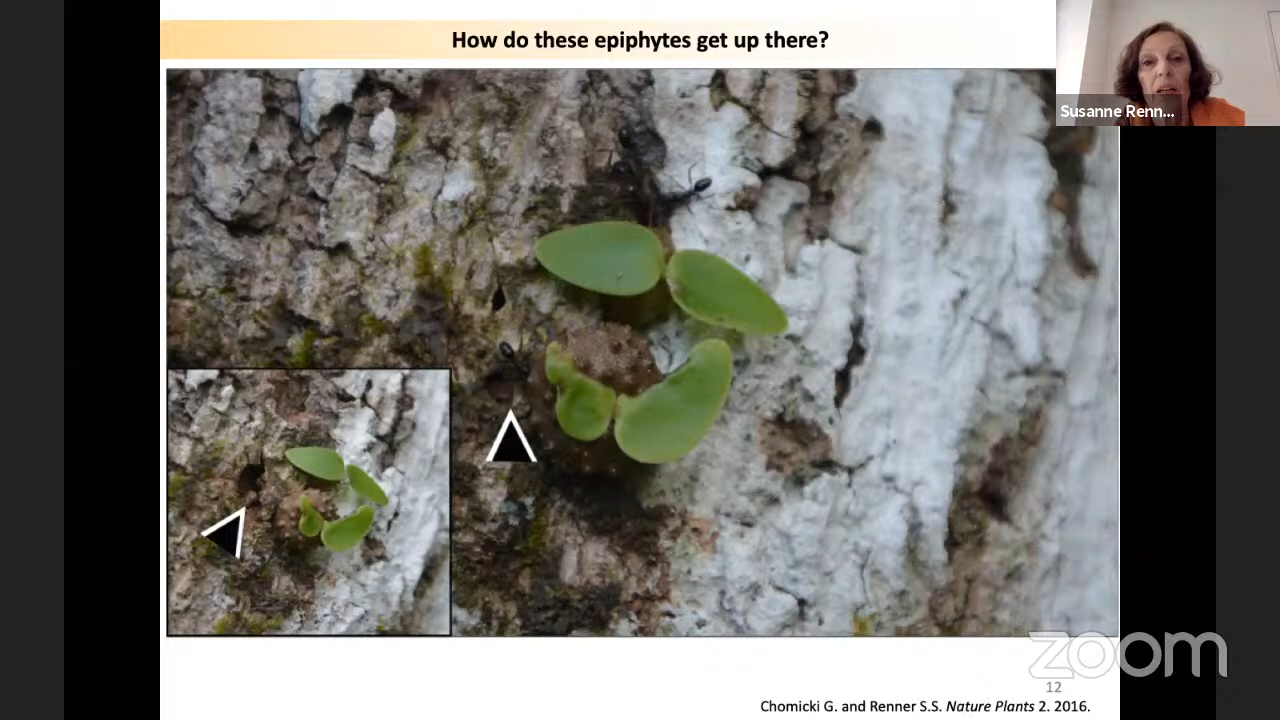 How do these epiphytes get up there?
Susanne Renn...
zoom
12
Chomicki G. and Renner S.S. Nature Plants 2. 2016.